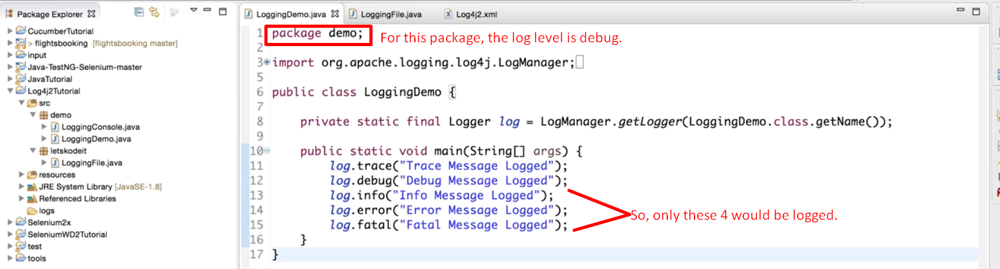 Package Explorer
CucumberTutorial
> flightsbooking [flightsbooking master]
input
Java-TestNG-Selenium-master
JavaTutorial
Log4j2Tutorial
src
demo
LoggingConsole.java
LoggingDemo.java
letskodeit
LoggingFile.java
resources
JRE System Library [JavaSE-1.8]
Referenced Libraries
logs
Selenium2x
SeleniumWD2Tutorial
test
tools
LoggingDemo.java LoggingFile.java Log4j2.xml
1 package demo; For this package, the log level is debug.
2
3 import org.apache.logging.log4j.LogManager;
5
6 public class LoggingDemo {
7
8 private static final Logger log = LogManager.getLogger(LoggingDemo.class.getName());
9
10 public static void main(String[] args) {
11 log.trace("Trace Message Logged");
12 log.debug("Debug Message Logged");
13 log.info("Info Message Logged");
14 log.error("Error Message Logged");
So, only these 4 would be logged.
15 log.fatal("Fatal Message Logged");
16 }
17 }